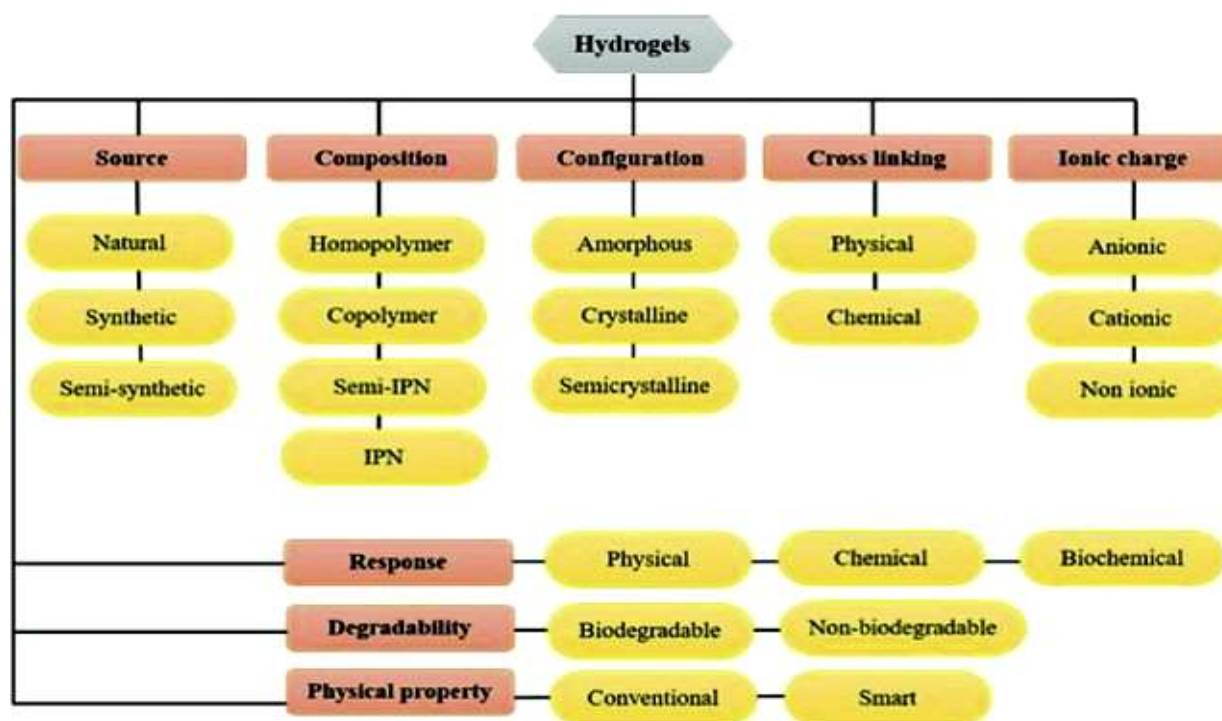 Hydrogels
Source
Composition
Configuration
Cross linking
Ionic charge
Natural
Homopolymer
Amorphous
Physical
Anionic
Synthetic
Copolymer
Crystalline
Chemical
Cationic
Semi-synthetic
Semi-IPN
Semicrystalline
Non ionic
IPN
Response
Physical
Chemical
Biochemical
Degradability
Biodegradable
Non-biodegradable
Physical property
Conventional
Smart